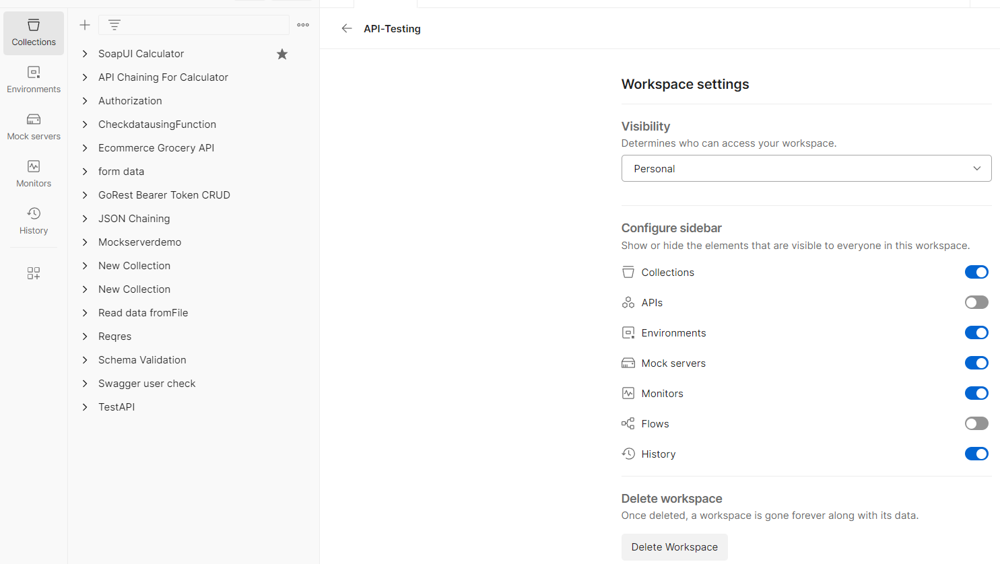 Collections
Environments
Mock servers
Monitors
History
SoapUI Calculator
API Chaining For Calculator
Authorization
CheckdatausingFunction
Ecommerce Grocery API
form data
GoRest Bearer Token CRUD
JSON Chaining
Mockserverdemo
New Collection
New Collection
Read data fromFile
Reqres
Schema Validation
Swagger user check
TestAPI
API-Testing
Workspace settings
Visibility
Determines who can access your workspace.
Personal
Configure sidebar
Show or hide the elements that are visible to everyone in this workspace.
Collections
APIs
Environments
Mock servers
Monitors
Flows
History
Delete workspace
Once deleted, a workspace is gone forever along with its data.
Delete Workspace